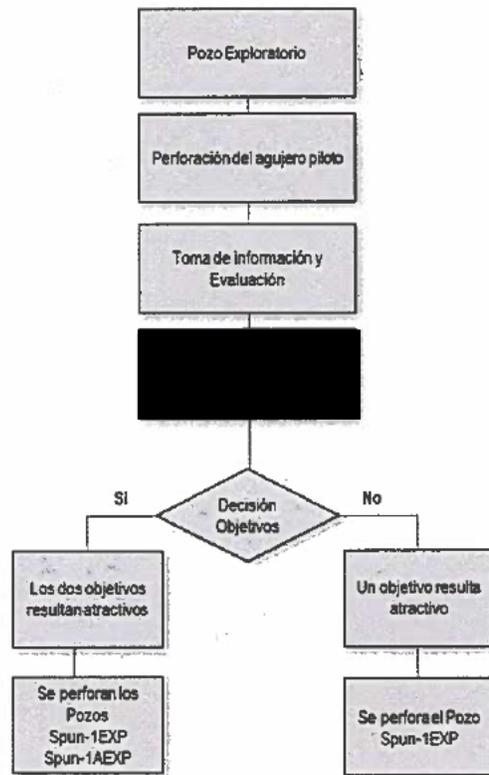 Pozo Exploratorio
Perforación del agujero piloto
Toma de información y
Evaluación
Decisión
Objetivos
Si
No
Los dos objetivos
resultan atractivos
Un objetivo resulta
atractivo
Se perforan los
Pozos
Spun-1EXP
Spun-1AEXP
Se perfora el Pozo
Spun-1EXP